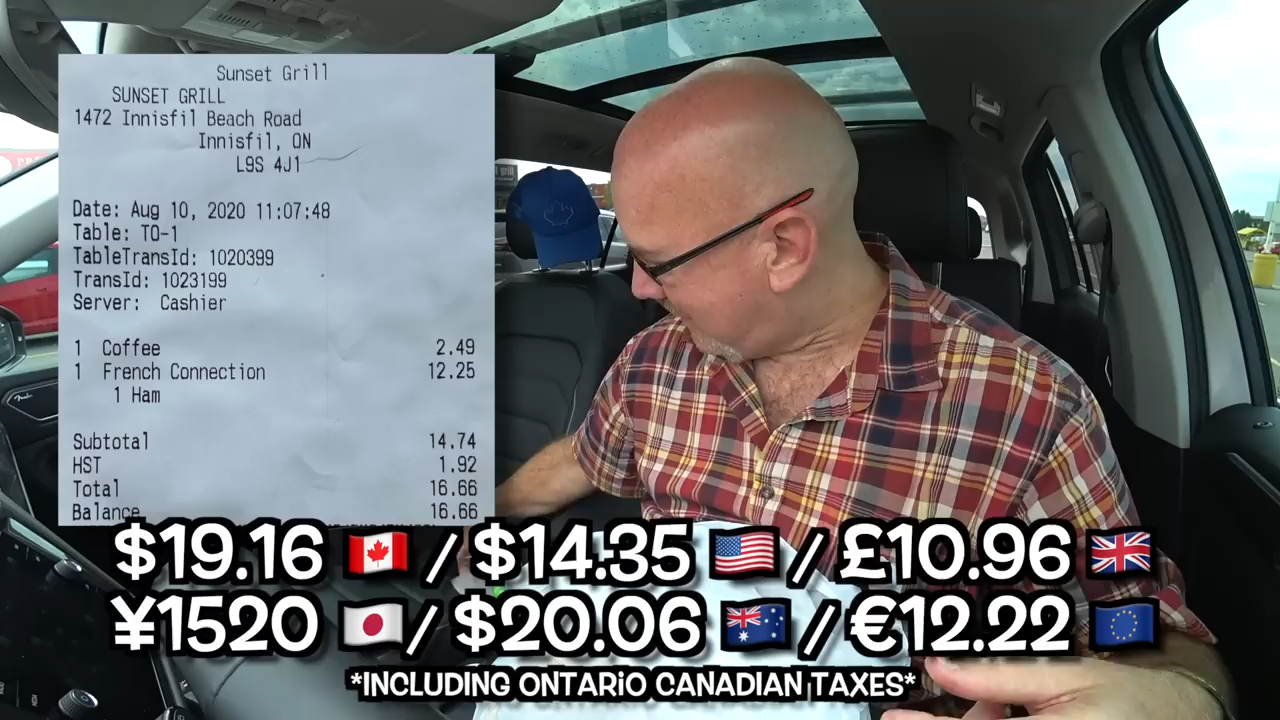 Sunset Grill
SUNSET GRILL
1472 Innisfil Beach Road
Innisfil, ON
L9S 4J1
Date: Aug 10, 2020 11:07:48
Table: TO-1
TableTransId: 1020399
TransId: 1023199
Server: Cashier
1 Coffee 2.49
1 French Connection 12.25
1 Ham
Subtotal 14.74
HST 1.92
Total 16.66
Balance 16.66
$19.16 / $14.35 / £10.96
¥1520 / $20.06 / €12.22
*INCLUDING ONTARIO CANADIAN TAXES*